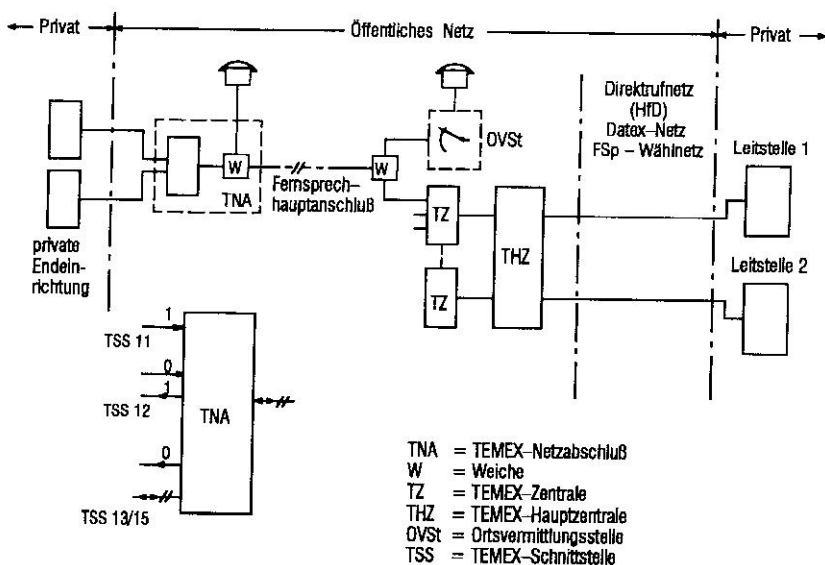 Privat
Öffentliches Netz
Privat
Direktrufnetz
(HfD)
Datex–Netz
FSp – Wählnetz
OVSt
Leitstelle 1
W
W
TNA
Fernsprech-
hauptanschluß
private
Endein-
richtung
TZ
THZ
TZ
Leitstelle 2
1
TSS 11
0
1
TSS 12
TNA
0
TSS 13/15
TNA = TEMEX–Netzabschluß
W = Weiche
TZ = TEMEX–Zentrale
THZ = TEMEX–Hauptzentrale
OVSt = Ortsvermittlungsstelle
TSS = TEMEX–Schnittstelle